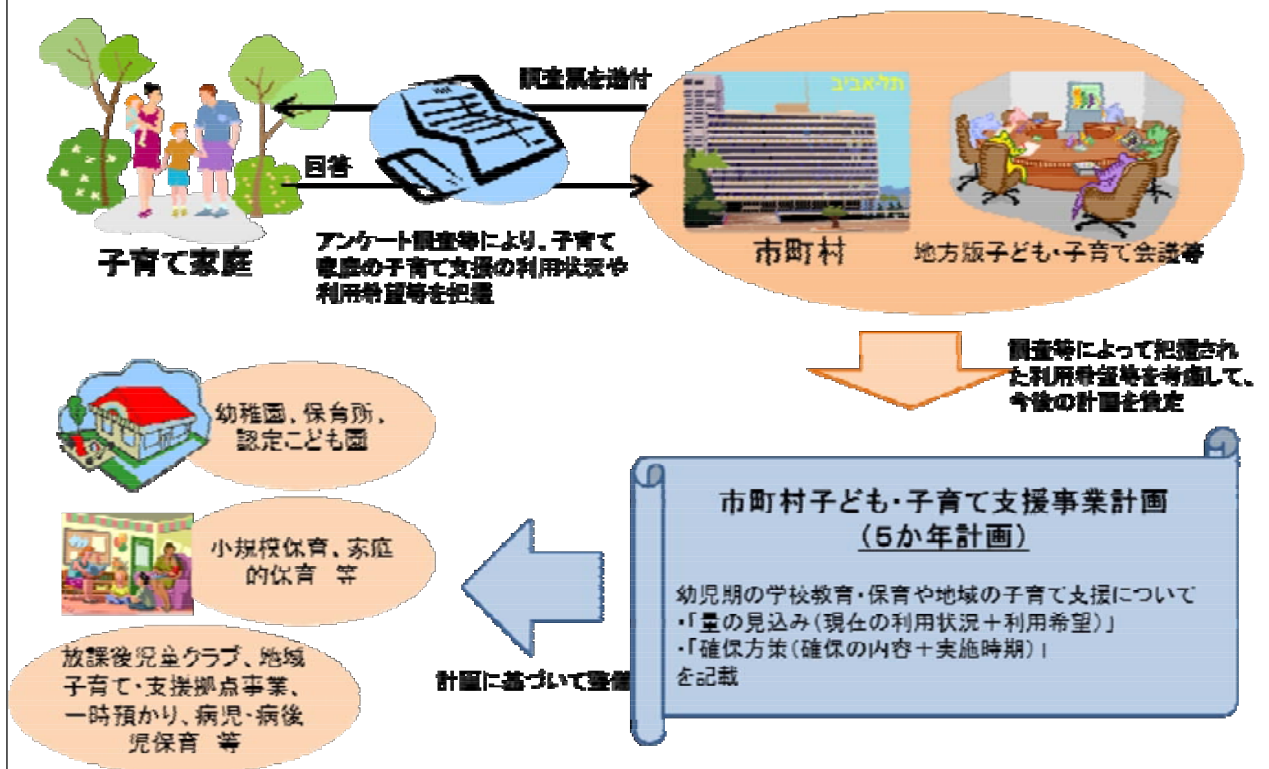 調査票を送付
回答
アンケート調査等により、子育て
家庭の子育て支援の利用状況や
利用希望等を把握
子育て家庭
תל-אביב
市町村
地方版子ども・子育て会議等
調査等によって把握され
た利用希望等を考慮して、
今後の計画を策定
幼稚園、保育所、
認定こども園
小規模保育、家庭
的保育 等
放課後児童クラブ、地域
子育て・支援拠点事業、
一時預かり、病児・病後
児保育 等
計画に基づいて整備
市町村子ども・子育て支援事業計画
(5か年計画)
幼児期の学校教育・保育や地域の子育て支援について
・「量の見込み(現在の利用状況+利用希望)」
・「確保方策(確保の内容+実施時期)」
を記載